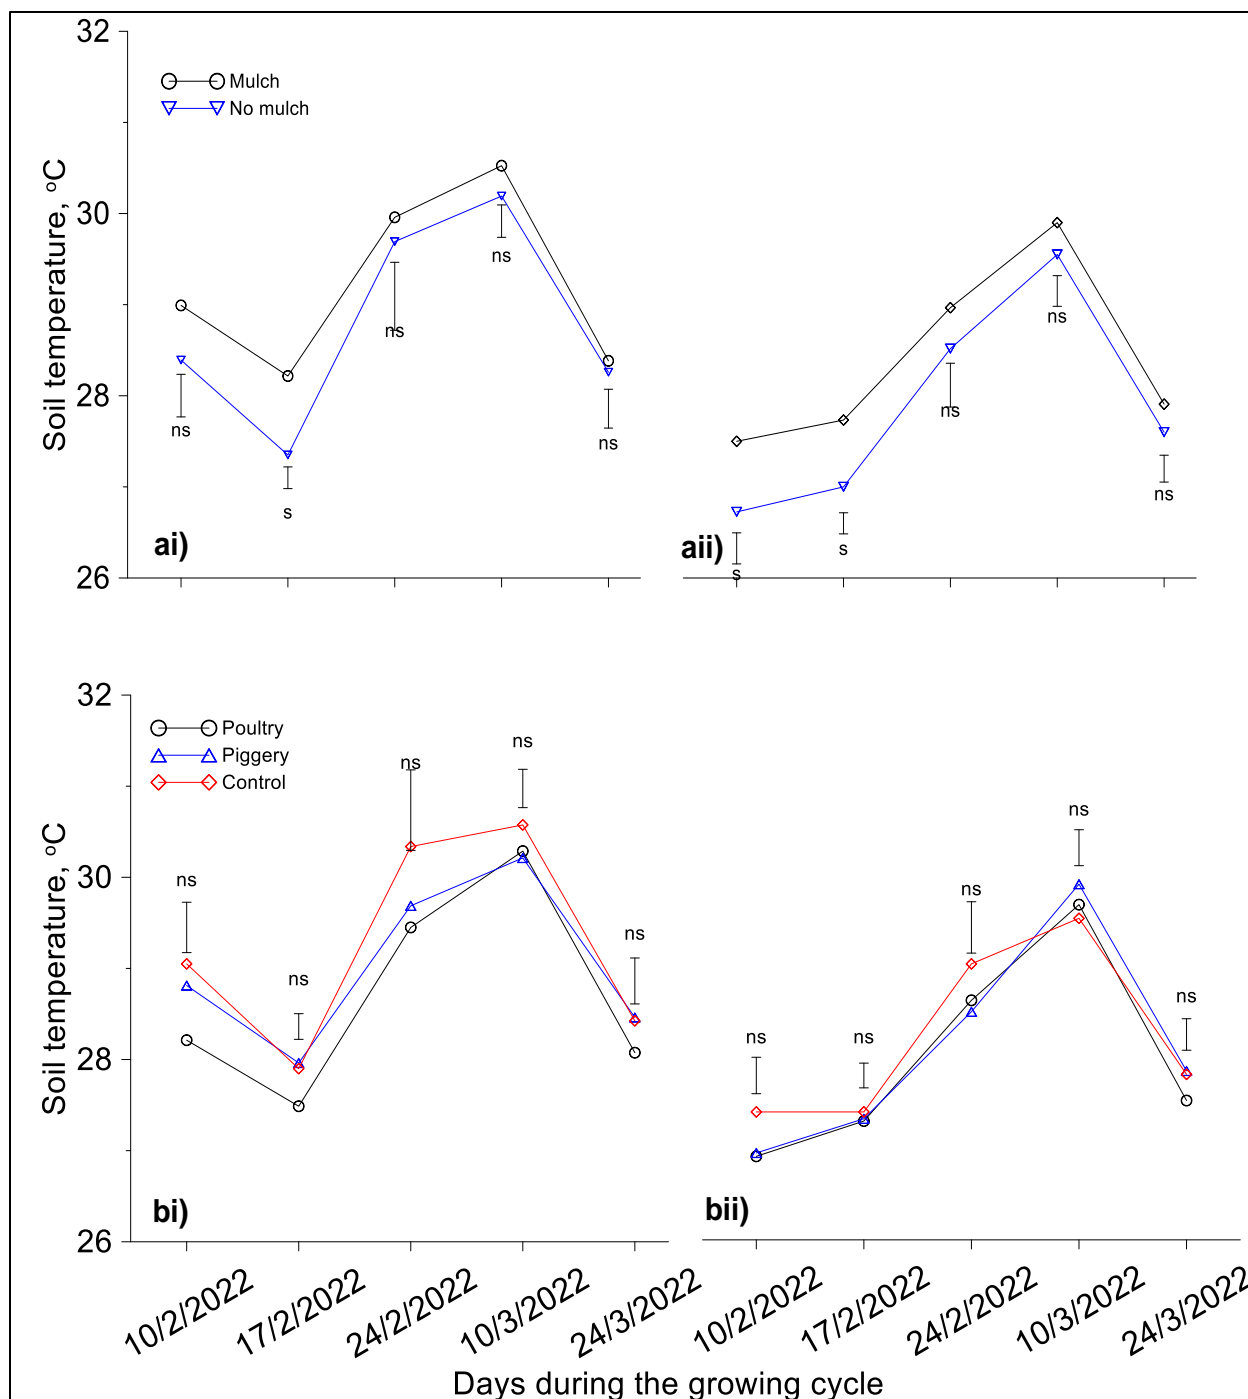 32
Mulch
No mulch
30
28
26
Soil temperature, °C
ns
s
ns
ns
ns
ai)
s
s
ns
ns
ns
aii)
32
Poultry
Piggery
Control
30
28
26
Soil temperature, °C
ns
ns
ns
ns
ns
bi)
ns
ns
ns
ns
ns
bii)
10/2/2022
17/2/2022
24/2/2022
10/3/2022
24/3/2022
10/2/2022
17/2/2022
24/2/2022
10/3/2022
24/3/2022
Days during the growing cycle